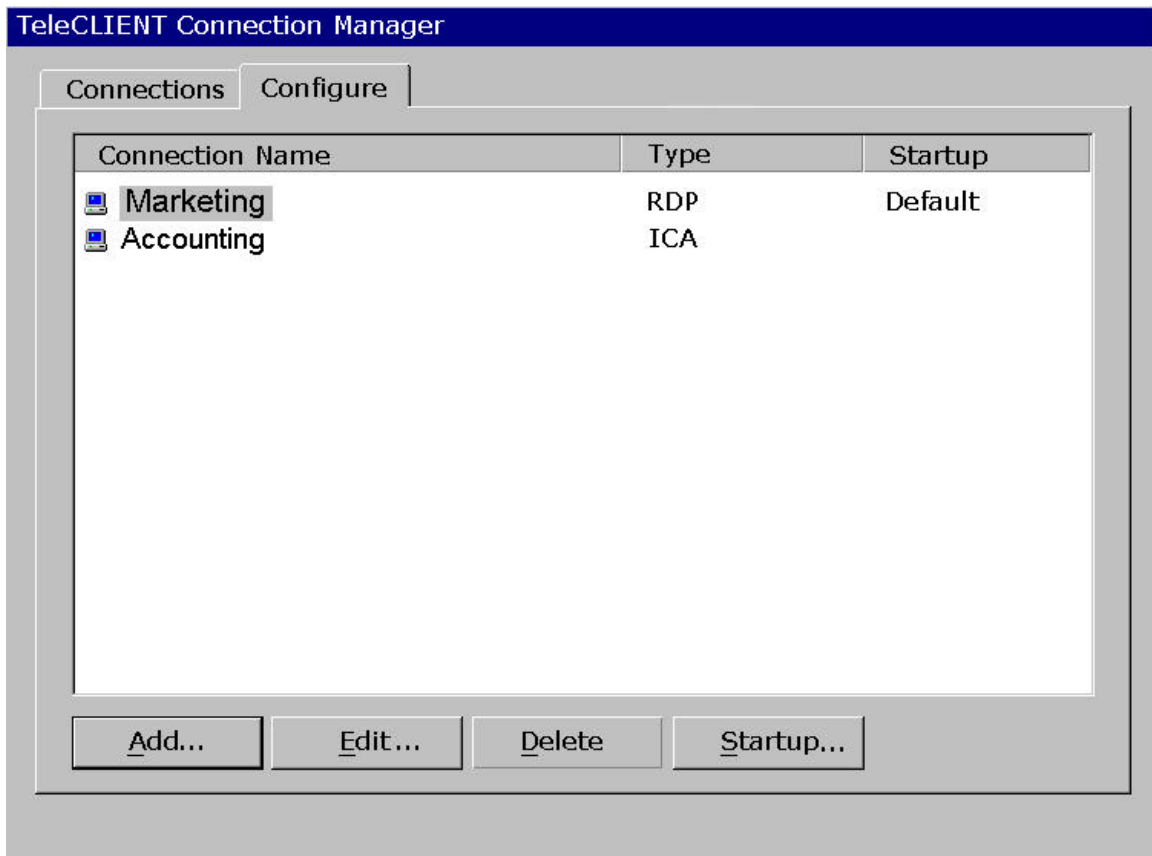 TeleCLIENT Connection Manager
Connections Configure
Connection Name Type Startup
Marketing RDP Default
Accounting ICA
Add... Edit... Delete Startup...